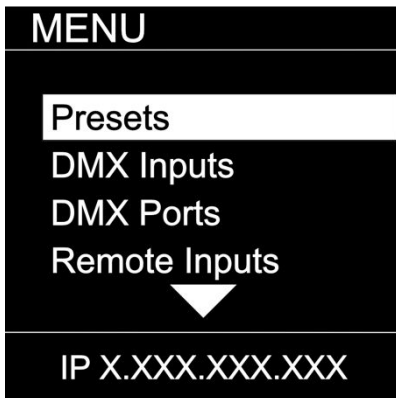 MENU
Presets
DMX Inputs
DMX Ports
Remote Inputs
IP X.XXX.XXX.XXX